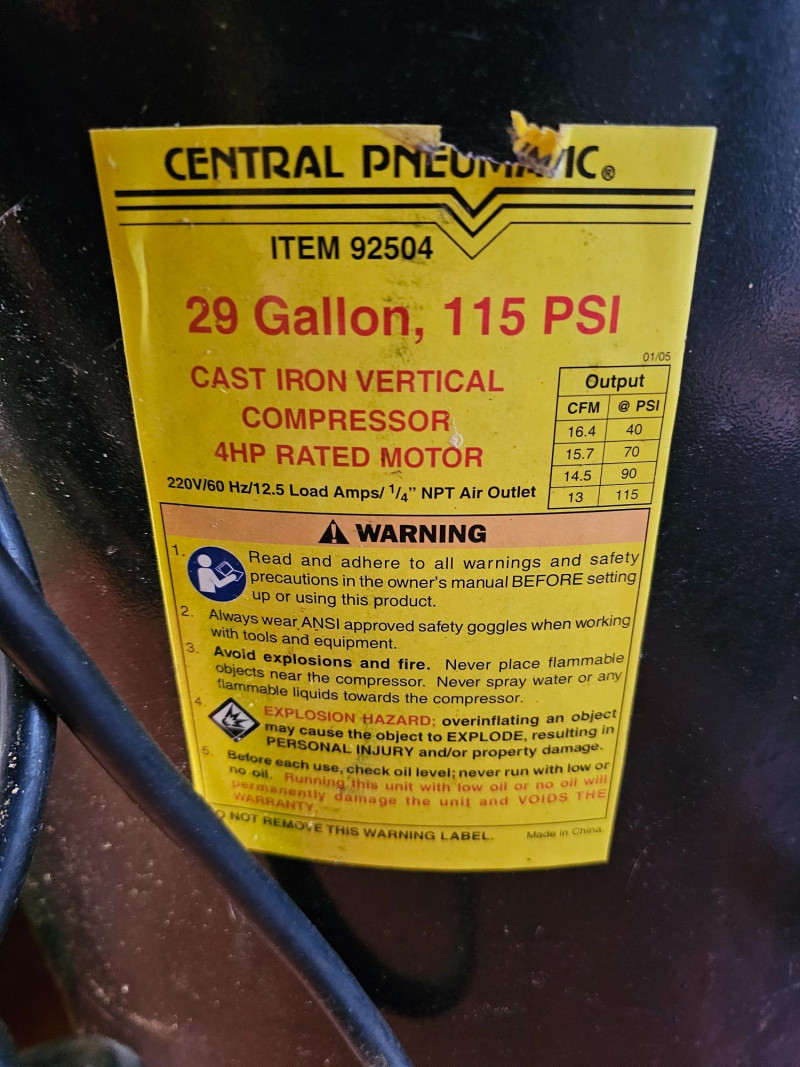 CENTRAL PNEUMATIC®
ITEM 92504
29 Gallon, 115 PSI
01/05
CAST IRON VERTICAL
COMPRESSOR
4HP RATED MOTOR
220V/60 Hz/12.5 Load Amps/ 1/4" NPT Air Outlet
Output
CFM @ PSI
16.4 40
15.7 70
14.5 90
13 115
WARNING
1. Read and adhere to all warnings and safety
precautions in the owner's manual BEFORE setting
up or using this product.
2. Always wear ANSI approved safety goggles when working
with tools and equipment.
3. Avoid explosions and fire. Never place flammable
objects near the compressor. Never spray water or any
flammable liquids towards the compressor.
4. EXPLOSION HAZARD; overinflating an object
may cause the object to EXPLODE, resulting in
PERSONAL INJURY and/or property damage.
5. Before each use, check oil level; never run with low or
no oil. Running this unit with low oil or no oil will
permanently damage the unit and VOIDS THE
WARRANTY.
O NOT REMOVE THIS WARNING LABEL. Made in China.